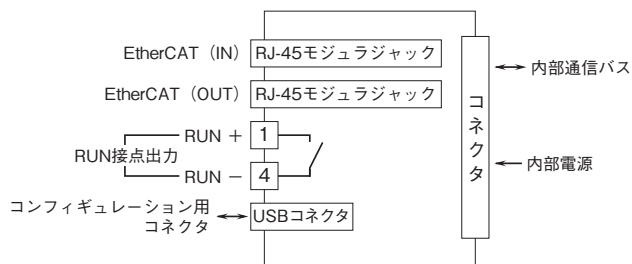 EtherCAT（IN）
RJ-45モジュラジャック
EtherCAT（OUT）
RJ-45モジュラジャック
RUN +
1
RUN接点出力
RUN −
4
コンフィギュレーション用
コネクタ
USBコネクタ
コネクタ
内部通信バス
内部電源